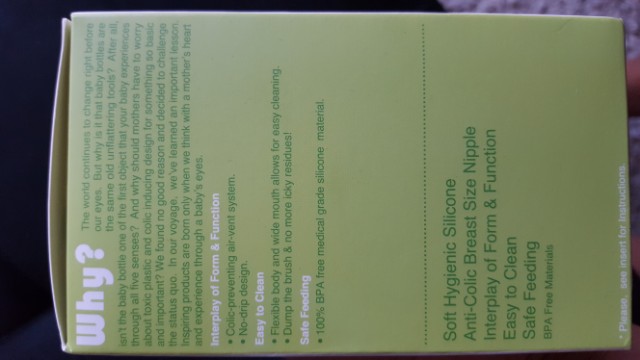 Why?
The world continues to change right before
our eyes. But why is it that baby bottles are
the same old unflattering tools? After all,
isn't the baby bottle one of the first object that your baby experiences
through all five senses? And why should mothers have to worry
about toxic plastic and colic inducing design for something so basic
and important? We found no good reason and decided to challenge
the status quo. In our voyage, we've learned an important lesson.
Inspiring products are born only when we think with a mother's heart
and experience through a baby's eyes.
Interplay of Form & Function
• Colic-preventing air-vent system.
• No-drip design.
Easy to Clean
• Flexible body and wide mouth allows for easy cleaning.
• Dump the brush & no more icky residues!
Safe Feeding
• 100% BPA free medical grade silicone material.
Soft Hygienic Silicone
Anti-Colic Breast Size Nipple
Interplay of Form & Function
Easy to Clean
Safe Feeding
BPA Free Materials
* Please, see insert for Instructions.